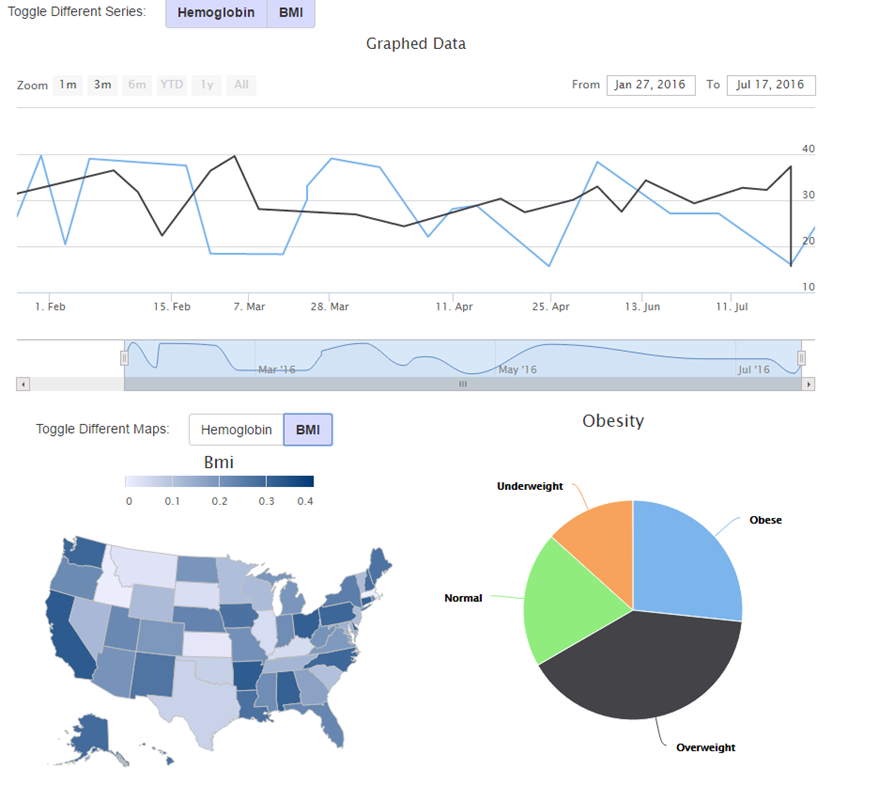 Toggle Different Series: Hemoglobin BMI
Graphed Data
Zoom 1m 3m 6m YTD 1y All From Jan 27, 2016 To Jul 17, 2016
40
30
20
10
1. Feb 15. Feb 7. Mar 28. Mar 11. Apr 25. Apr 13. Jun 11. Jul
Mar '16 May '16 Jul '16
Toggle Different Maps: Hemoglobin BMI
Bmi
0 0.1 0.2 0.3 0.4
Obesity
Underweight
Obese
Normal
Overweight